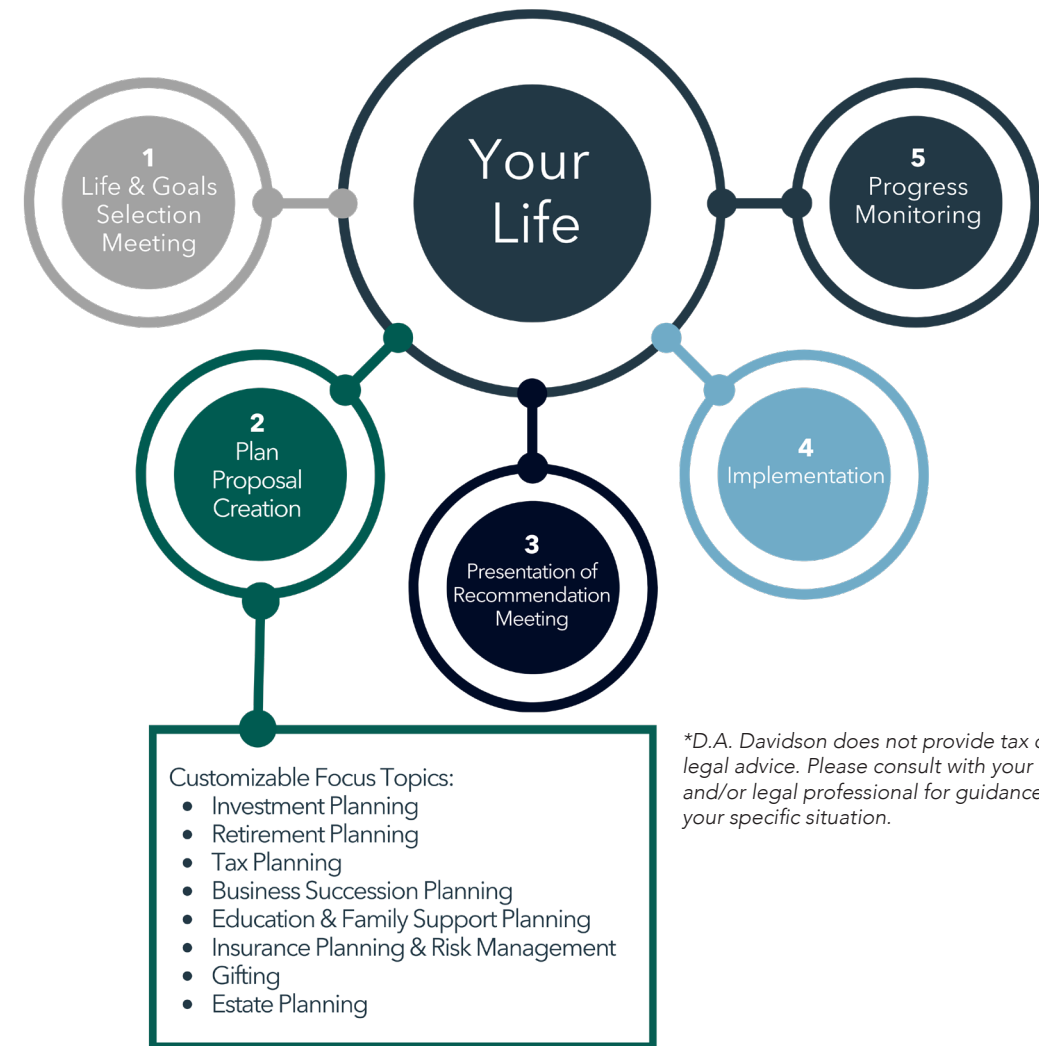 Your
Life
1
Life & Goals
Selection
Meeting
2
Plan
Proposal
Creation
3
Presentation of
Recommendation
Meeting
4
Implementation
5
Progress
Monitoring
Customizable Focus Topics:
• Investment Planning
• Retirement Planning
• Tax Planning
• Business Succession Planning
• Education & Family Support Planning
• Insurance Planning & Risk Management
• Gifting
• Estate Planning
*D.A. Davidson does not provide tax
legal advice. Please consult with your
and/or legal professional for guidance
your specific situation.